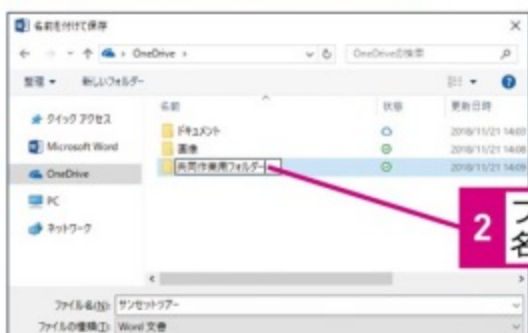 名前を付けて保存
OneDrive
OneDriveの検索
整理 新しいフォルダー
名前 状態 更新日時
クイック アクセス
Microsoft Word
OneDrive
PC
ネットワーク
ドキュメント 2018/11/21 14:03
画像 2018/11/21 14:08
共同作業用フォルダー 2018/11/21 14:09
2
フ
名
ファイル名(N): サンセットツアー
ファイルの種類(T): Word 文書